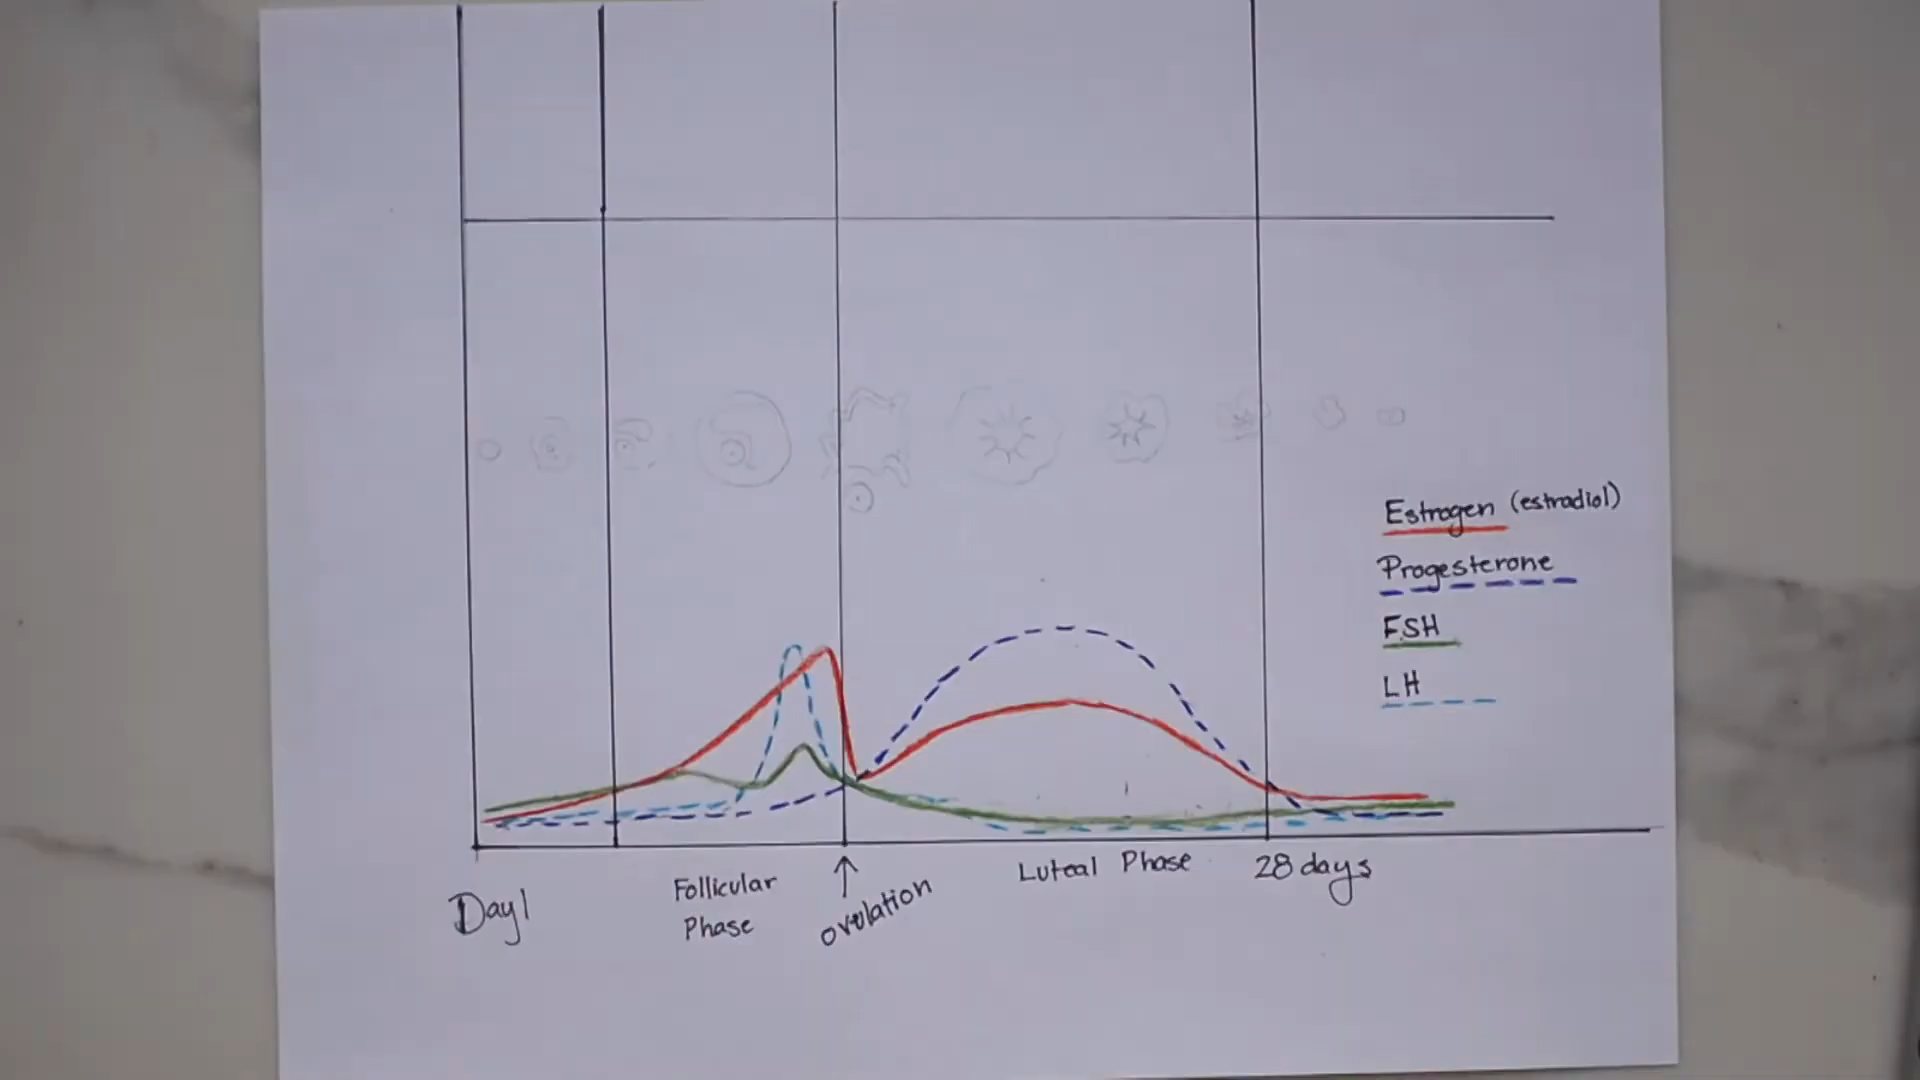 Estrogen (estradiol)
Progesterone
FSH
LH
Day 1
Follicular
Phase
ovulation
Luteal Phase
28 days